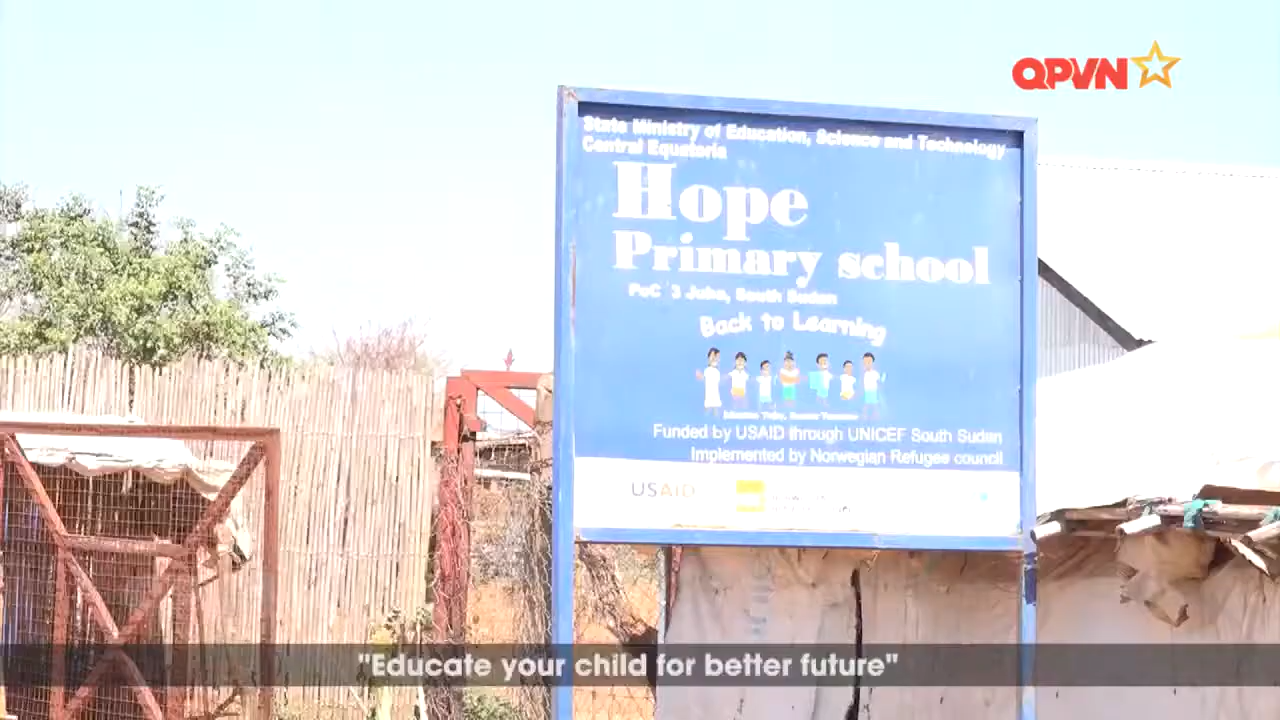 QPVN
State Ministry of Education, Science and Technology
Central Equatoria
Hope
Primary school
PoC 3 Juba, South Sudan
Back to Learning
Funded by USAID through UNICEF South Sudan
Implemented by Norwegian Refugee council
USAID
"Educate your child for better future"